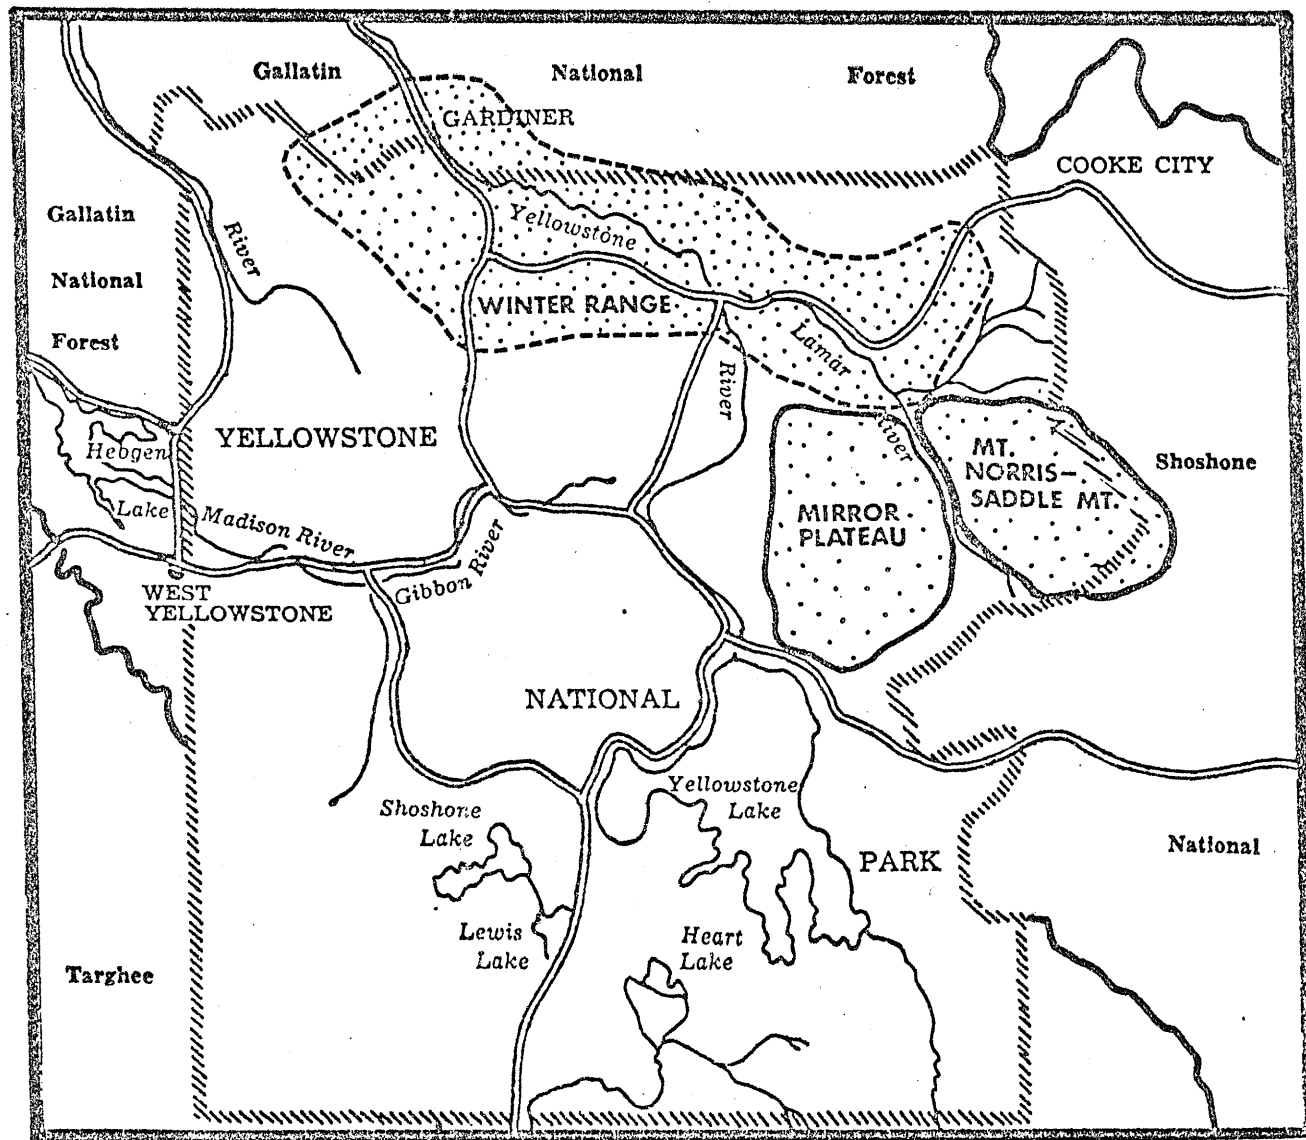 Gallatin National Forest
GARDINER
COOKE CITY
Gallatin
National
Forest
River
Yellowstone
WINTER RANGE
Lamar
River
River
Hebgen
Lake
YELLOWSTONE
MT.
NORRIS-
SADDLE MT.
Shoshone
MIRROR
PLATEAU
Madison River
Gibbon River
WEST
YELLOWSTONE
NATIONAL
Yellowstone
Lake
Shoshone
Lake
PARK
National
Lewis
Lake
Heart
Lake
Targhee